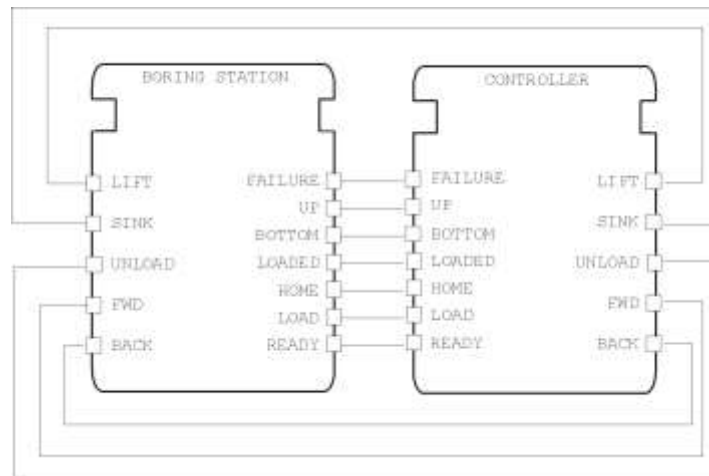 BORING STATION
LIFT
SINK
UNLOAD
FWD
BACK
FAILURE
UP
BOTTOM
LOADED
HOME
LOAD
READY
CONTROLLER
FAILURE
UP
BOTTOM
LOADED
HOME
LOAD
READY
LIFT
SINK
UNLOAD
FWD
BACK